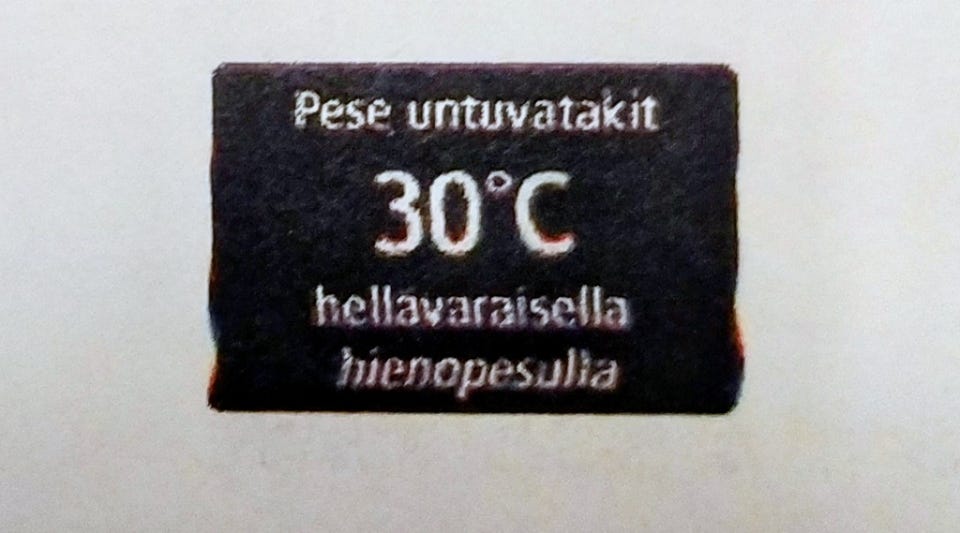 Pese untuvatakit
30°C
hellävaraisella
hienopesulla